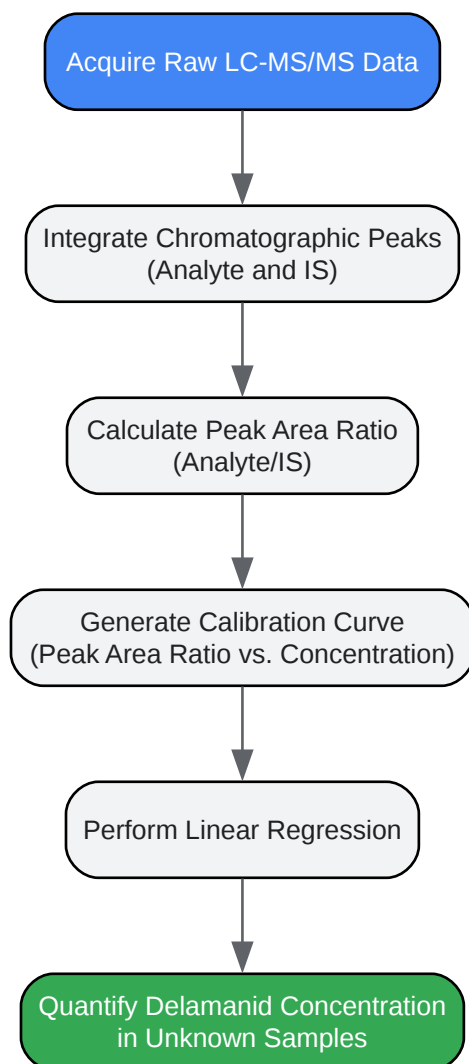 Acquire Raw LC-MS/MS Data
Integrate Chromatographic Peaks
(Analyte and IS)
Calculate Peak Area Ratio
(Analyte/IS)
Generate Calibration Curve
(Peak Area Ratio vs. Concentration)
Perform Linear Regression
Quantify Delamanid Concentration
in Unknown Samples